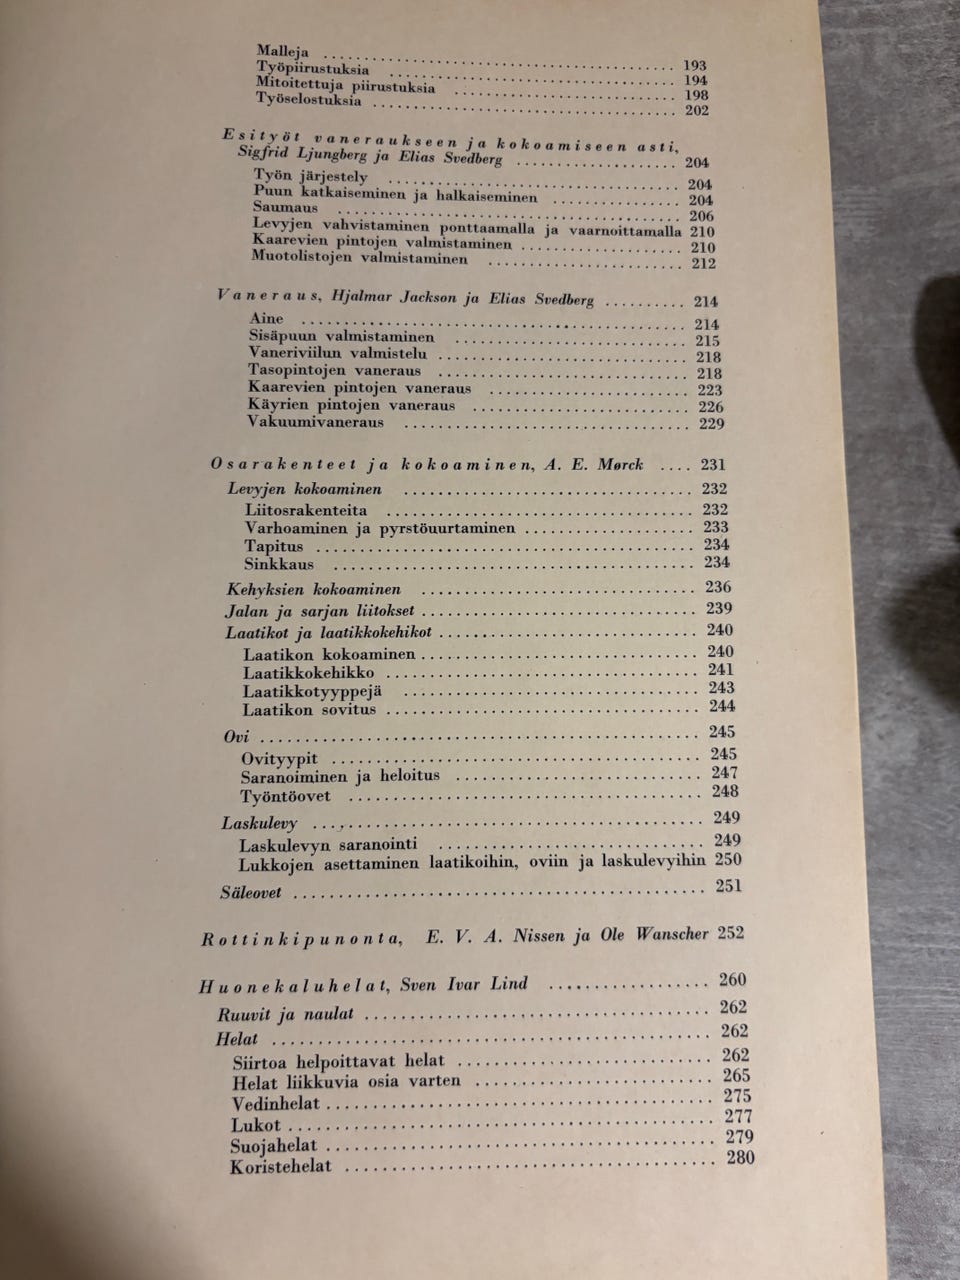 Malleja 193
Työpiirustuksia 194
Mitoitettuja piirustuksia 198
Työselostuksia 202
Esityöt vaneraukseen ja kokoamiseen asti,
Sigfrid Ljungberg ja Elias Svedberg 204
Työn järjestely 204
Puun katkaiseminen ja halkaiseminen 204
Saumaus 206
Levyjen vahvistaminen ponttaamalla ja vaarnoittamalla 210
Kaarevien pintojen valmistaminen 210
Muotolistojen valmistaminen 212
Vaneraus, Hjalmar Jackson ja Elias Svedberg 214
Aine 214
Sisäpuun valmistaminen 215
Vaneriviilun valmistelu 218
Tasopintojen vaneraus 218
Kaarevien pintojen vaneraus 223
Käyrien pintojen vaneraus 226
Vakuumivaneraus 229
Osarakenteet ja kokoaminen, A. E. Mørck 231
Levyjen kokoaminen 232
Liitosrakenteita 232
Varhoaminen ja pyrstöuurtaminen 233
Tapitus 234
Sinkkaus 234
Kehyksien kokoaminen 236
Jalan ja sarjan liitokset 239
Laatikot ja laatikkokehikot 240
Laatikon kokoaminen 240
Laatikkokehikko 241
Laatikkotyyppejä 243
Laatikon sovitus 244
Ovi 245
Ovityypit 245
Saranoiminen ja heloitus 247
Työntöovet 248
Laskulevy 249
Laskulevyn saranointi 249
Lukkojen asettaminen laatikoihin, oviin ja laskulevyihin 250
Säleovet 251
Rottinkipunonta, E. V. A. Nissen ja Ole Wanscher 252
Huonekaluhelat, Sven Ivar Lind 260
Ruuvit ja naulat 262
Helat 262
Siirtoa helpoittavat helat 262
Helat liikkuvia osia varten 265
Vedinhelat 275
Lukot 277
Suojahelat 279
Koristehelat 280